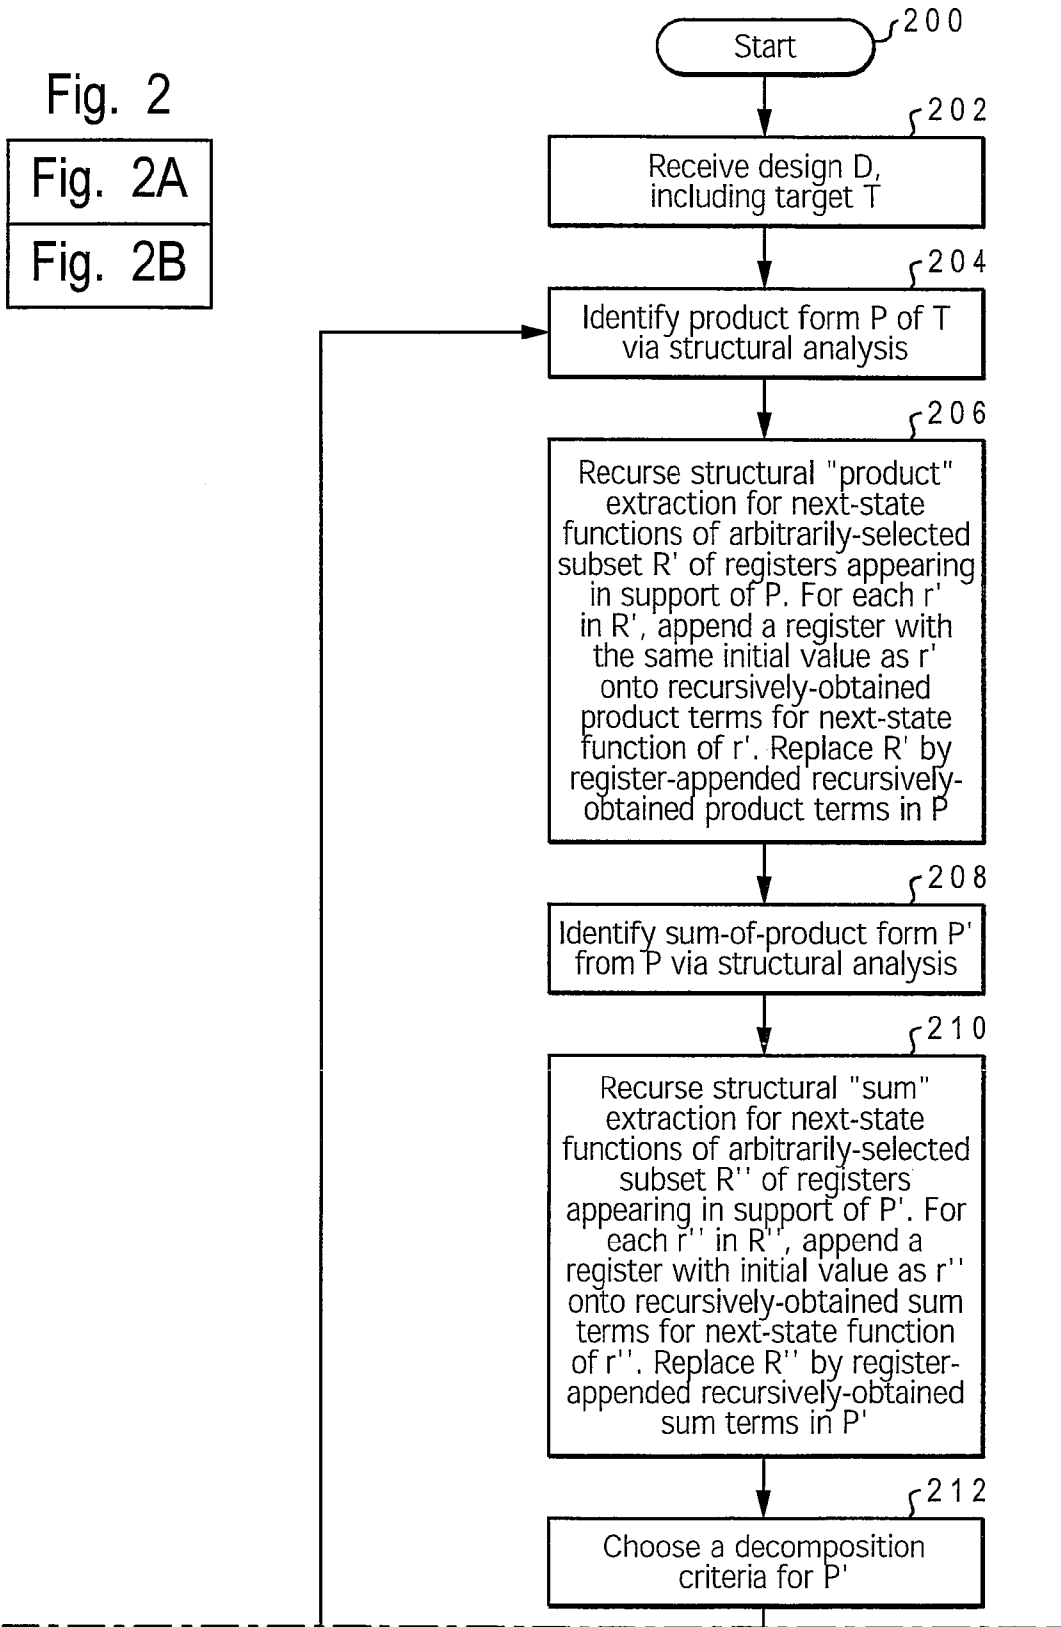 Fig. 2
Fig. 2A
Fig. 2B
200
Start
202
Receive design D,
including target T
204
Identify product form P of T
via structural analysis
206
Recurse structural "product"
extraction for next-state
functions of arbitrarily-selected
subset R' of registers appearing
in support of P. For each r'
in R', append a register with
the same initial value as r'
onto recursively-obtained
product terms for next-state
function of r'. Replace R' by
register-appended recursively-
obtained product terms in P
208
Identify sum-of-product form P'
from P via structural analysis
210
Recurse structural "sum"
extraction for next-state
functions of arbitrarily-selected
subset R'' of registers
appearing in support of P'. For
each r'' in R'', append a
register with initial value as r''
onto recursively-obtained sum
terms for next-state function
of r''. Replace R'' by register-
appended recursively-obtained
sum terms in P'
212
Choose a decomposition
criteria for P'